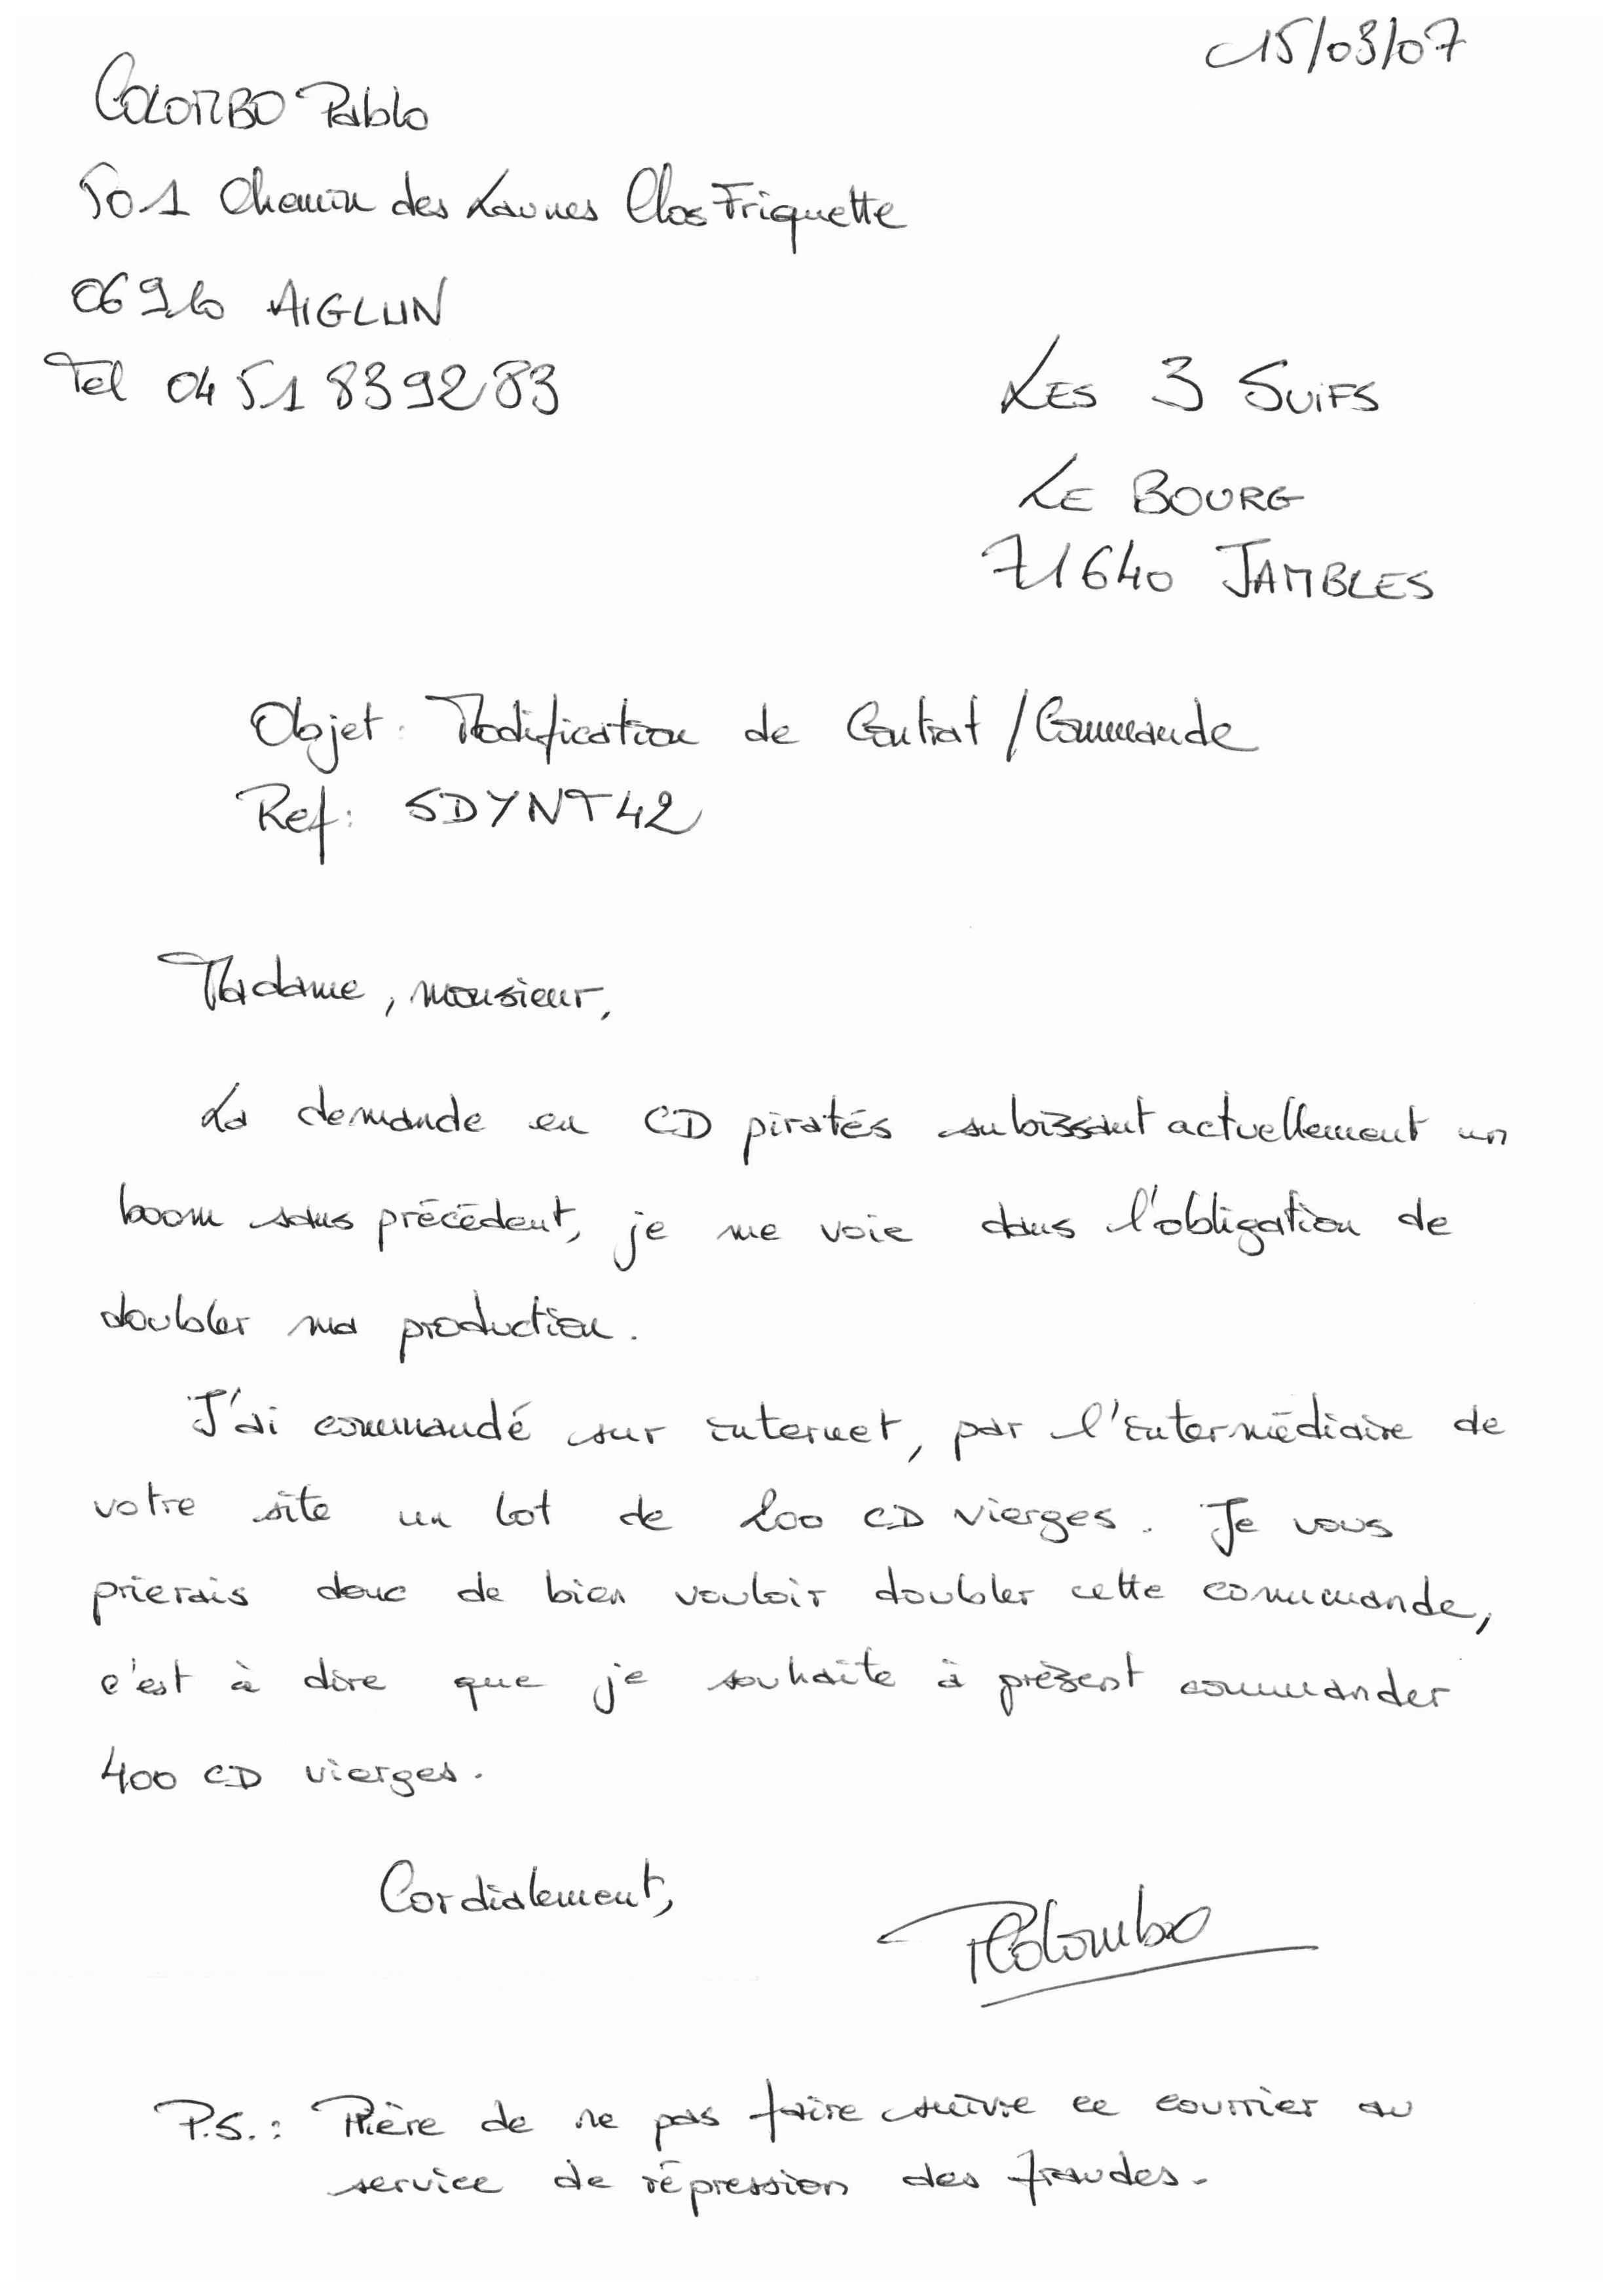 15/03/07
COLOMBO Pablo
501 Chemin des Launes Clos Friquette
06910 AIGLUN
Tel 04 51 83 92 83
LES 3 SUIFS
LE BOURG
71640 JAMBLES
Objet : Modification de Contrat / Commande
Ref : SDYNT42
Madame, monsieur,
La demande en CD piratés subissant actuellement un
boom sans précédent, je me voie dans l'obligation de
doubler ma production.
J'ai commandé sur internet, par l'intermédiaire de
votre site un lot de 200 CD vierges. Je vous
prierais donc de bien vouloir doubler cette commande,
c'est à dire que je souhaite à présent commander
400 CD vierges.
Cordialement,
PColombo
P.S. : Prière de ne pas faire suivre ce courrier au
service de répression des fraudes.